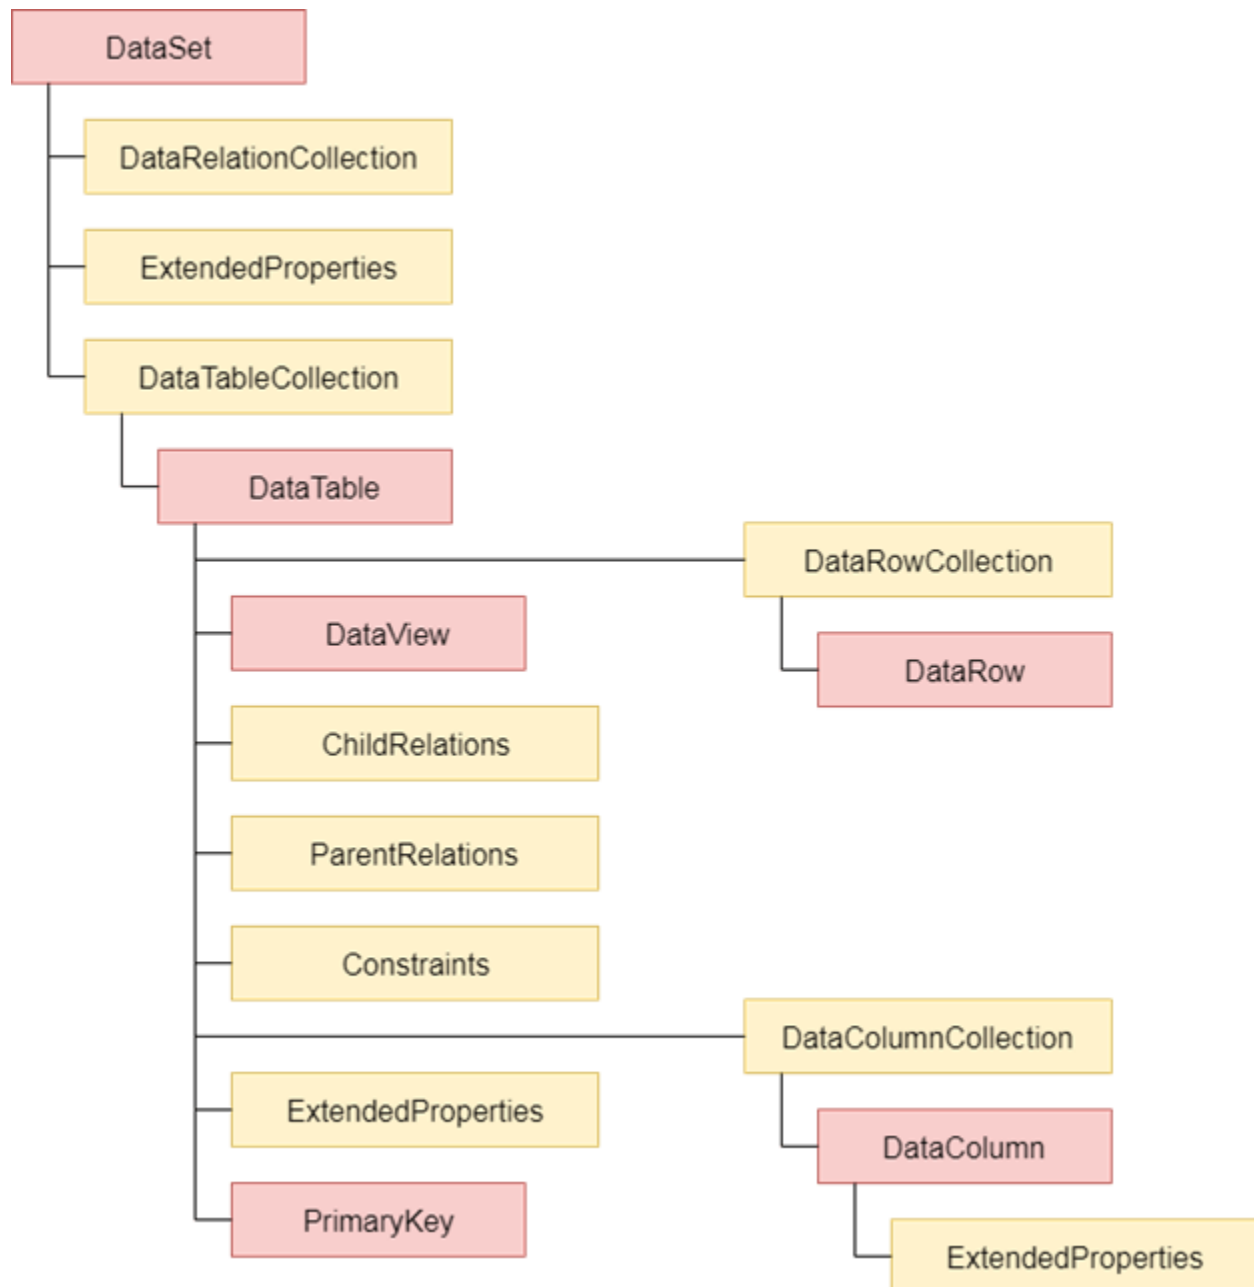 DataSet
DataRelationCollection
ExtendedProperties
DataTableCollection
DataTable
DataRowCollection
DataView
DataRow
ChildRelations
ParentRelations
Constraints
DataColumnCollection
ExtendedProperties
DataColumn
PrimaryKey
ExtendedProperties